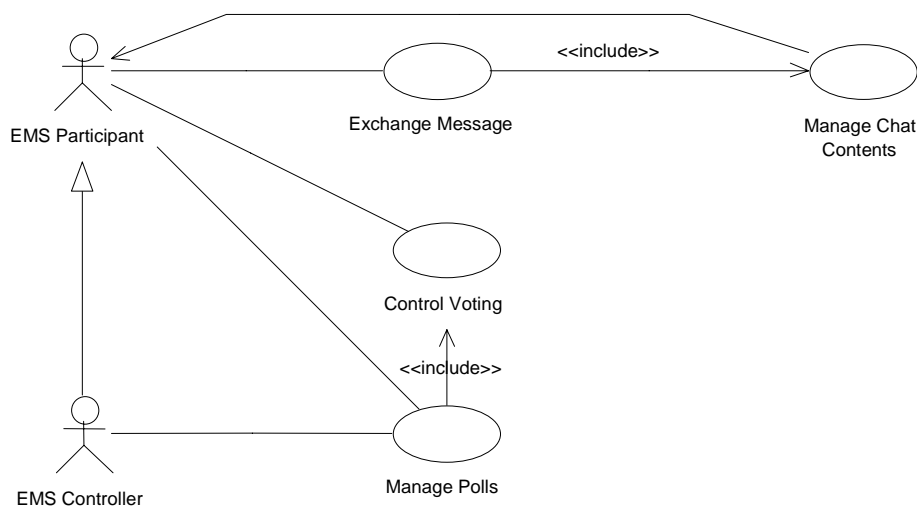 <<include>>
EMS Participant
Exchange Message
Manage Chat
Contents
Control Voting
<<include>>
EMS Controller
Manage Polls